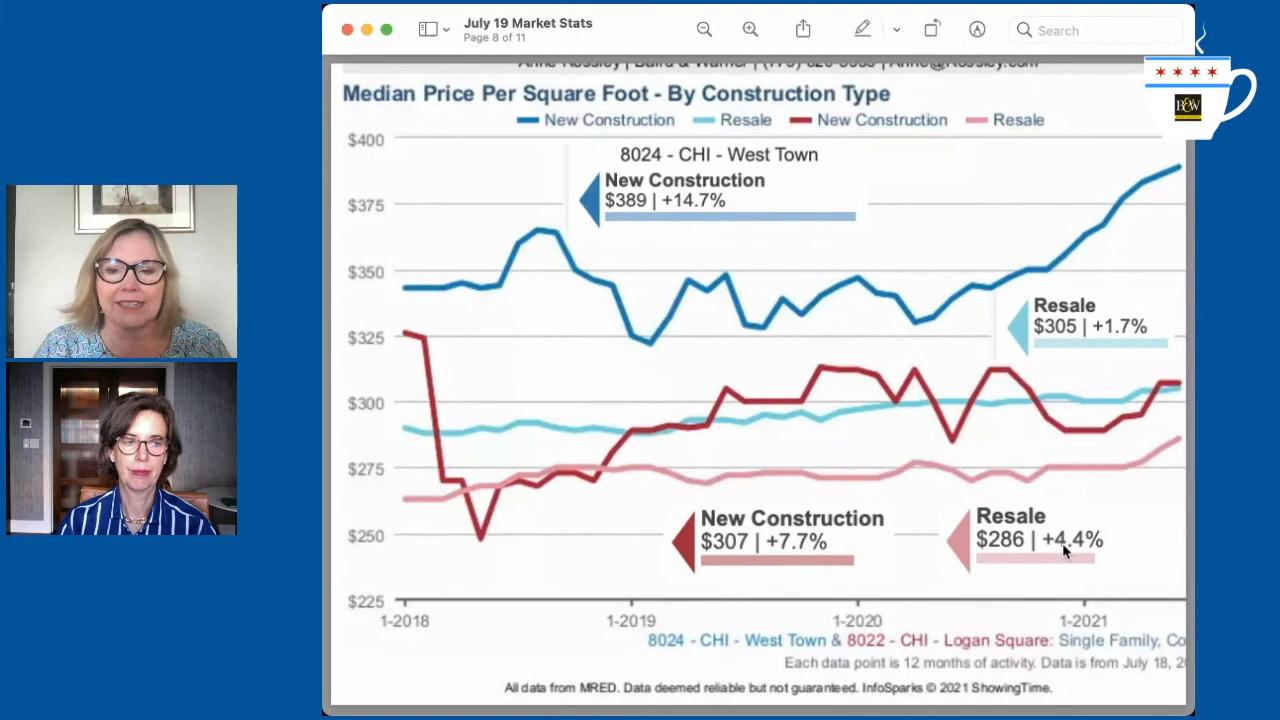 July 19 Market Stats
Page 8 of 11
Search
B&W
Median Price Per Square Foot - By Construction Type
New Construction Resale New Construction Resale
$400
8024 - CHI - West Town
New Construction
$389 | +14.7%
$375
$350
Resale
$305 | +1.7%
$325
$300
$275
New Construction
$307 | +7.7%
Resale
$286 | +4.4%
$250
$225
1-2018 1-2019 1-2020 1-2021
8024 - CHI - West Town & 8022 - CHI - Logan Square: Single Family, Co
Each data point is 12 months of activity. Data is from July 18, 20
All data from MRED. Data deemed reliable but not guaranteed. InfoSparks © 2021 ShowingTime.